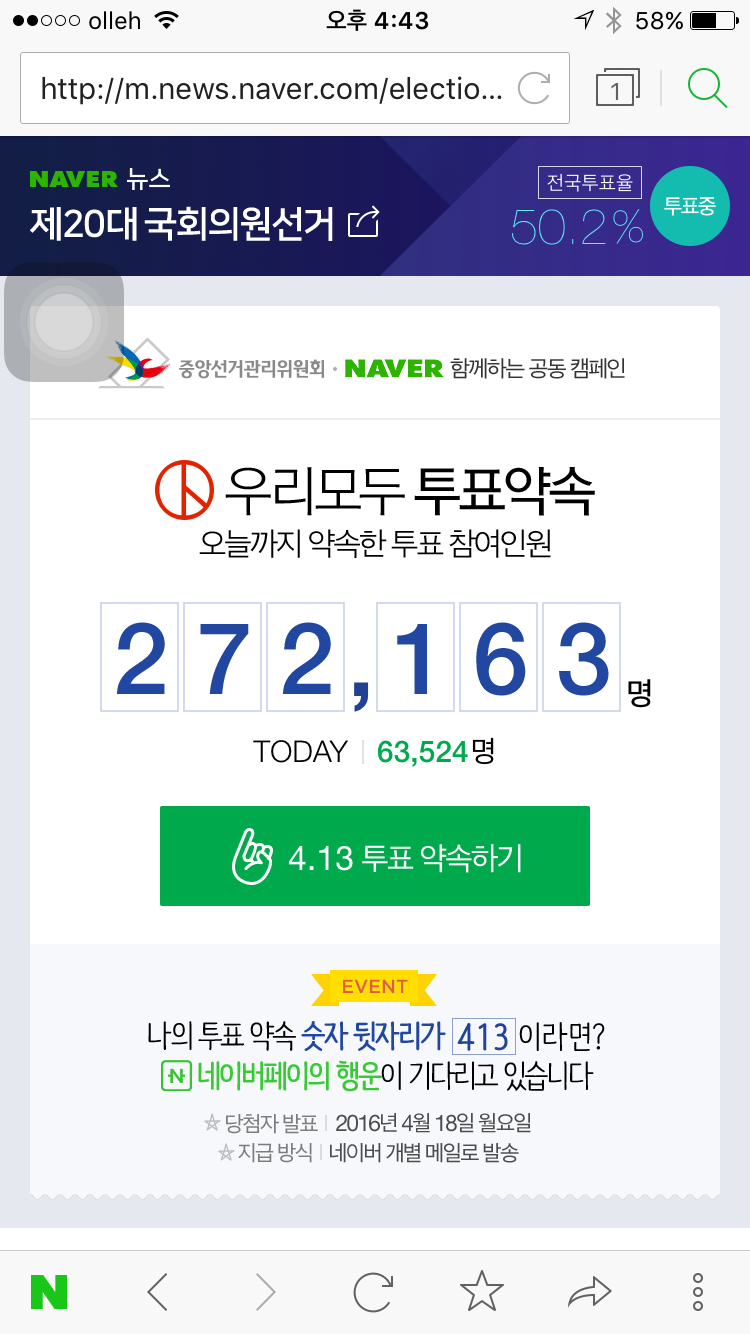 olleh 오후 4:43 58%
http://m.news.naver.com/electio... 1
NAVER 뉴스
전국투표율
제20대 국회의원선거
50.2%
투표중
중앙선거관리위원회 · NAVER 함께하는 공동 캠페인
우리모두 투표약속
오늘까지 약속한 투표 참여인원
272,163명
TODAY | 63,524명
4.13 투표 약속하기
EVENT
나의 투표 약속 숫자 뒷자리가 413이라면?
N 네이버페이의 행운이 기다리고 있습니다
당첨자 발표 | 2016년 4월 18일 월요일
지급 방식 | 네이버 개별 메일로 발송
N